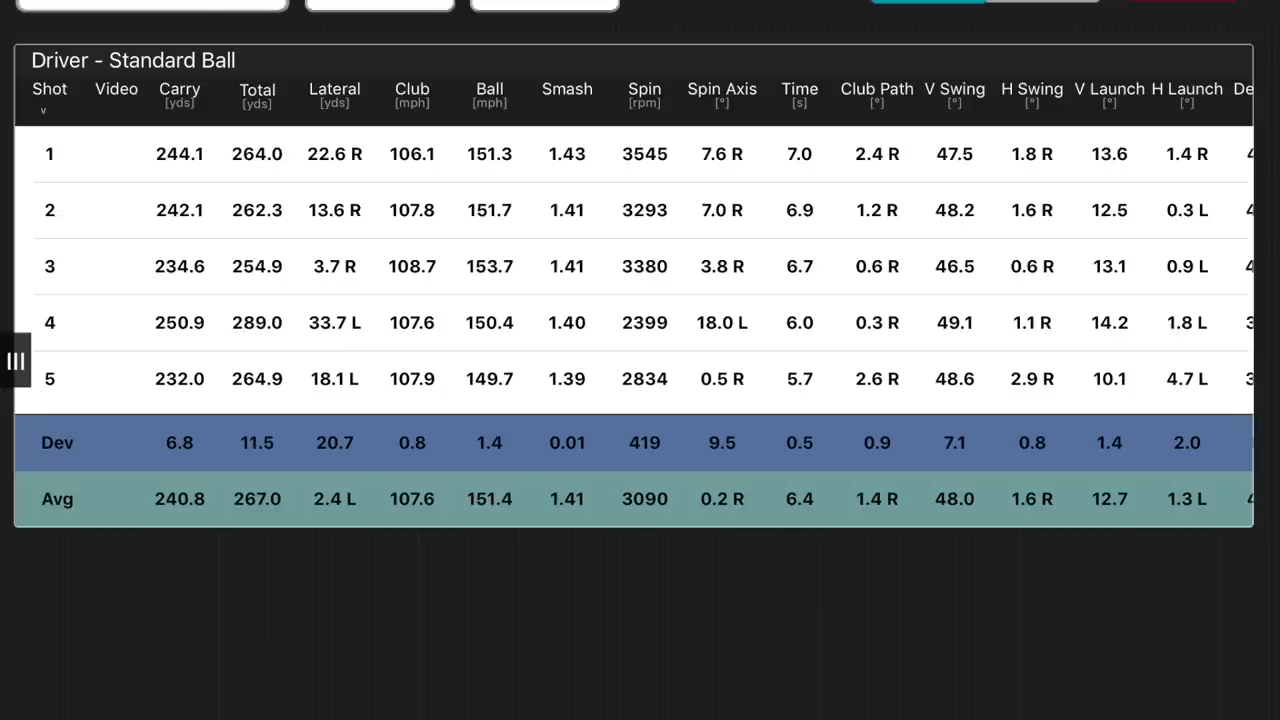 Driver - Standard Ball
Shot Video Carry Total Lateral Club Ball Smash Spin Spin Axis Time Club Path V Swing H Swing V Launch H Launch De
v [yds] [yds] [yds] [mph] [mph] [rpm] [°] [s] [°] [°] [°] [°] [°]
1 244.1 264.0 22.6 R 106.1 151.3 1.43 3545 7.6 R 7.0 2.4 R 47.5 1.8 R 13.6 1.4 R 4
2 242.1 262.3 13.6 R 107.8 151.7 1.41 3293 7.0 R 6.9 1.2 R 48.2 1.6 R 12.5 0.3 L 4
3 234.6 254.9 3.7 R 108.7 153.7 1.41 3380 3.8 R 6.7 0.6 R 46.5 0.6 R 13.1 0.9 L 4
4 250.9 289.0 33.7 L 107.6 150.4 1.40 2399 18.0 L 6.0 0.3 R 49.1 1.1 R 14.2 1.8 L 3
5 232.0 264.9 18.1 L 107.9 149.7 1.39 2834 0.5 R 5.7 2.6 R 48.6 2.9 R 10.1 4.7 L 3
Dev 6.8 11.5 20.7 0.8 1.4 0.01 419 9.5 0.5 0.9 7.1 0.8 1.4 2.0
Avg 240.8 267.0 2.4 L 107.6 151.4 1.41 3090 0.2 R 6.4 1.4 R 48.0 1.6 R 12.7 1.3 L 4